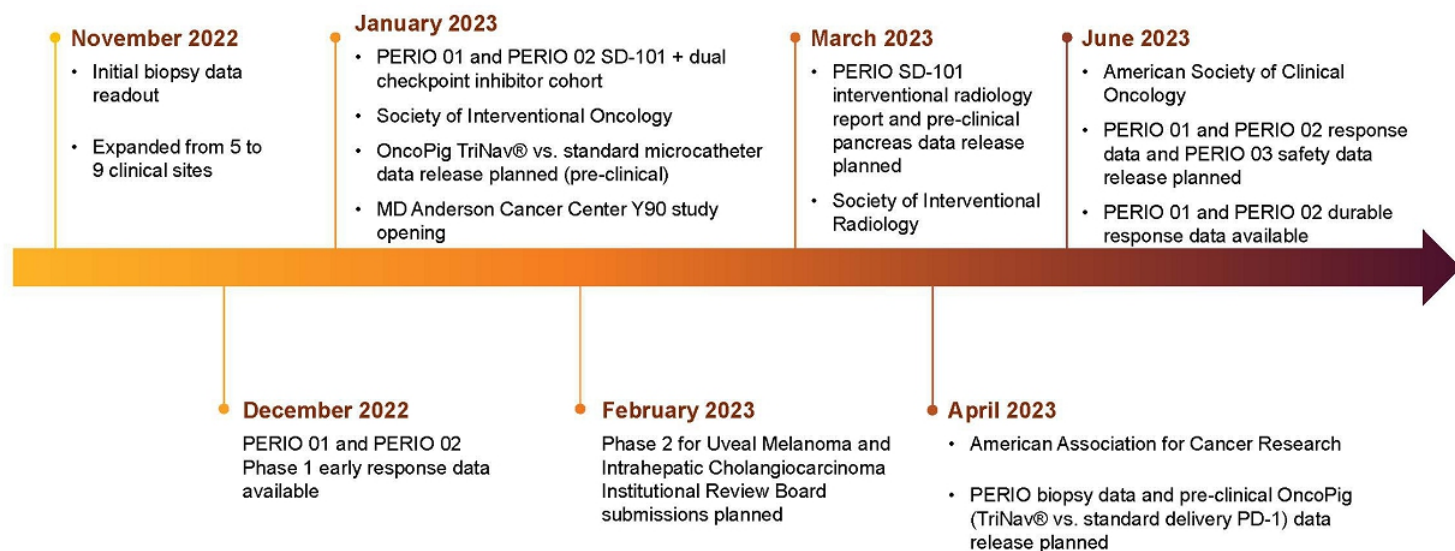 November 2022
• Initial biopsy data
readout
• Expanded from 5 to
9 clinical sites
January 2023
• PERIO 01 and PERIO 02 SD-101 + dual
checkpoint inhibitor cohort
• Society of Interventional Oncology
• OncoPig TriNav® vs. standard microcatheter
data release planned (pre-clinical)
• MD Anderson Cancer Center Y90 study
opening
March 2023
• PERIO SD-101
interventional radiology
report and pre-clinical
pancreas data release
planned
• Society of Interventional
Radiology
June 2023
• American Society of Clinical
Oncology
• PERIO 01 and PERIO 02 response
data and PERIO 03 safety data
release planned
• PERIO 01 and PERIO 02 durable
response data available
December 2022
PERIO 01 and PERIO 02
Phase 1 early response data
available
February 2023
Phase 2 for Uveal Melanoma and
Intrahepatic Cholangiocarcinoma
Institutional Review Board
submissions planned
April 2023
• American Association for Cancer Research
• PERIO biopsy data and pre-clinical OncoPig
(TriNav® vs. standard delivery PD-1) data
release planned